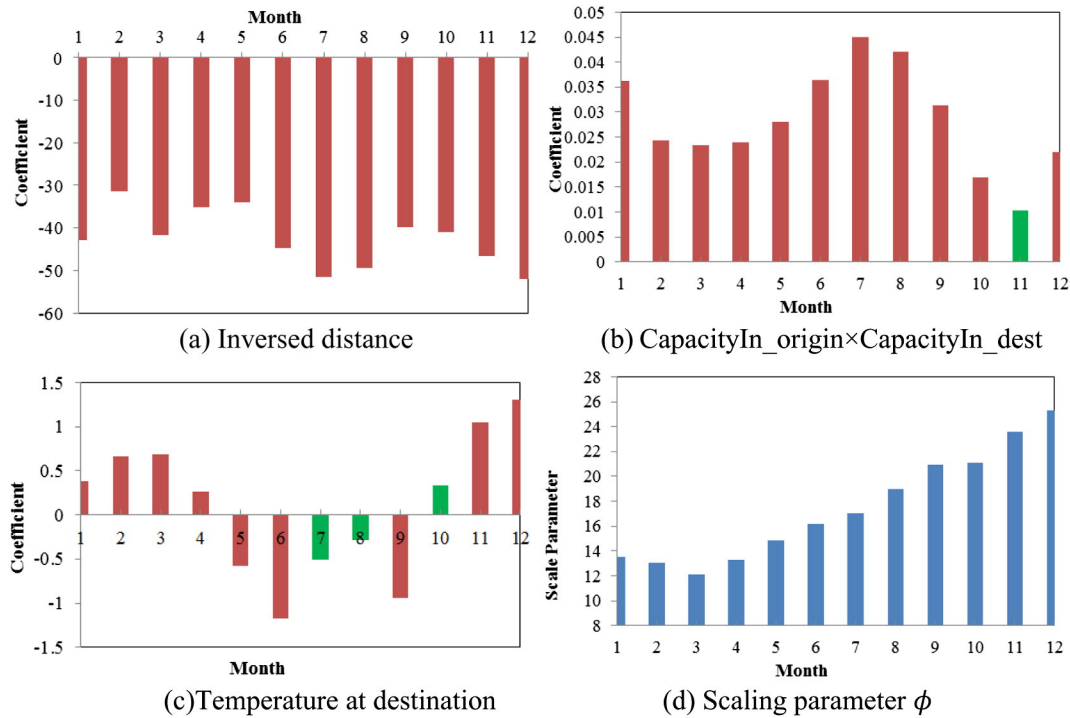 Month
1 2 3 4 5 6 7 8 9 10 11 12
0
-10
-20
-30
-40
-50
-60
Coefficient
(a) Inversed distance
0.05
0.045
0.04
0.035
0.03
0.025
0.02
0.015
0.01
0.005
0
Coefficient
1 2 3 4 5 6 7 8 9 10 11 12
Month
(b) CapacityIn_origin×CapacityIn_dest
1.5
1
0.5
0
-0.5
-1
-1.5
Coefficient
1 2 3 4 5 6 7 8 9 10 11 12
Month
(c)Temperature at destination
28
26
24
22
20
18
16
14
12
10
8
Scale Parameter
1 2 3 4 5 6 7 8 9 10 11 12
Month
(d) Scaling parameter ϕ